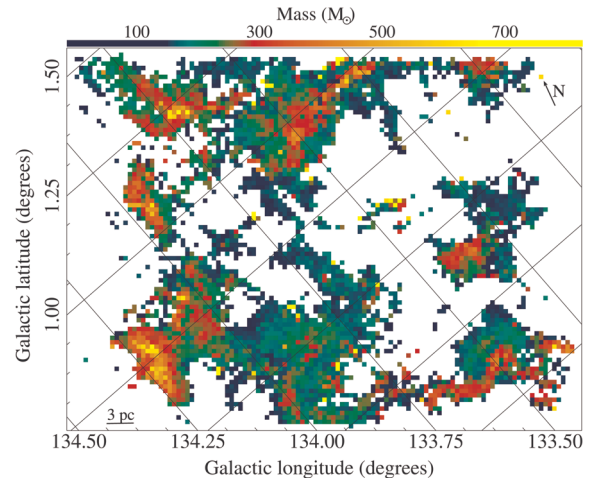 Mass (M⊙)
100 300 500 700
N
1.50
1.25
1.00
Galactic latitude (degrees)
3 pc
134.50 134.25 134.00 133.75 133.50
Galactic longitude (degrees)